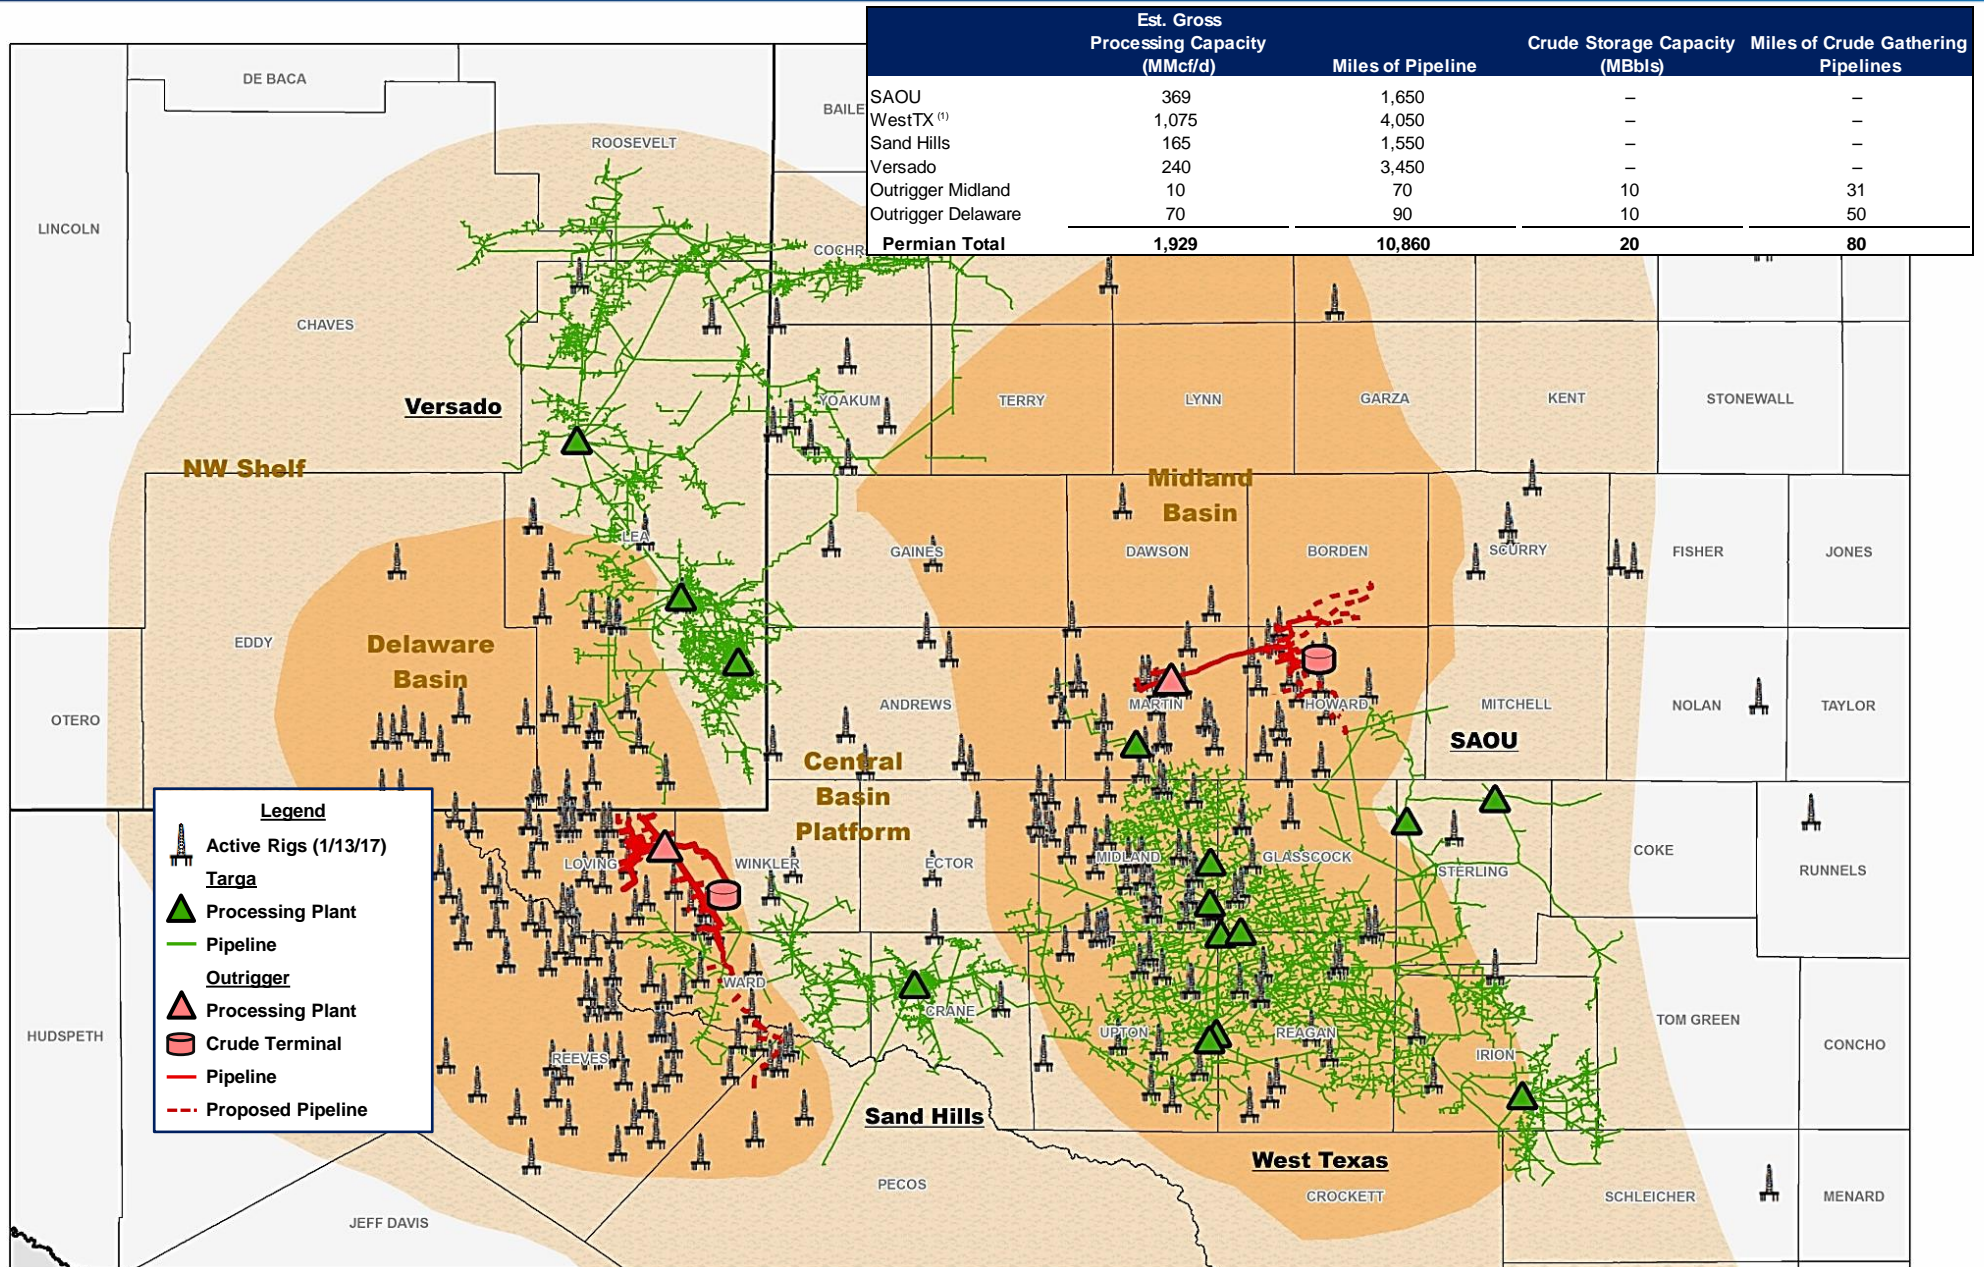 Est. Gross
Processing Capacity Crude Storage Capacity Miles of Crude Gathering
(MMcf/d) Miles of Pipeline (MBbls) Pipelines
SAOU 369 1,650 – –
WestTX (1) 1,075 4,050 – –
Sand Hills 165 1,550 – –
Versado 240 3,450 – –
Outrigger Midland 10 70 10 31
Outrigger Delaware 70 90 10 50
Permian Total 1,929 10,860 20 80
DE BACA
BAILE
ROOSEVELT
LINCOLN
COCHR
CHAVES
Versado
YOAKUM
TERRY
LYNN
GARZA
KENT
STONEWALL
NW Shelf
Midland
Basin
LEA
GAINES
DAWSON
BORDEN
SCURRY
FISHER
JONES
EDDY
Delaware
Basin
OTERO
ANDREWS
MARTIN
HOWARD
MITCHELL
NOLAN
TAYLOR
SAOU
Central
Basin
Platform
Legend
Active Rigs (1/13/17)
Targa
Processing Plant
Pipeline
Outrigger
Processing Plant
Crude Terminal
Pipeline
Proposed Pipeline
LOVING
WINKLER
ECTOR
MIDLAND
GLASSCOCK
STERLING
COKE
RUNNELS
WARD
CRANE
HUDSPETH
REEVES
UPTON
REAGAN
IRION
TOM GREEN
CONCHO
Sand Hills
West Texas
PECOS
CROCKETT
SCHLEICHER
MENARD
JEFF DAVIS